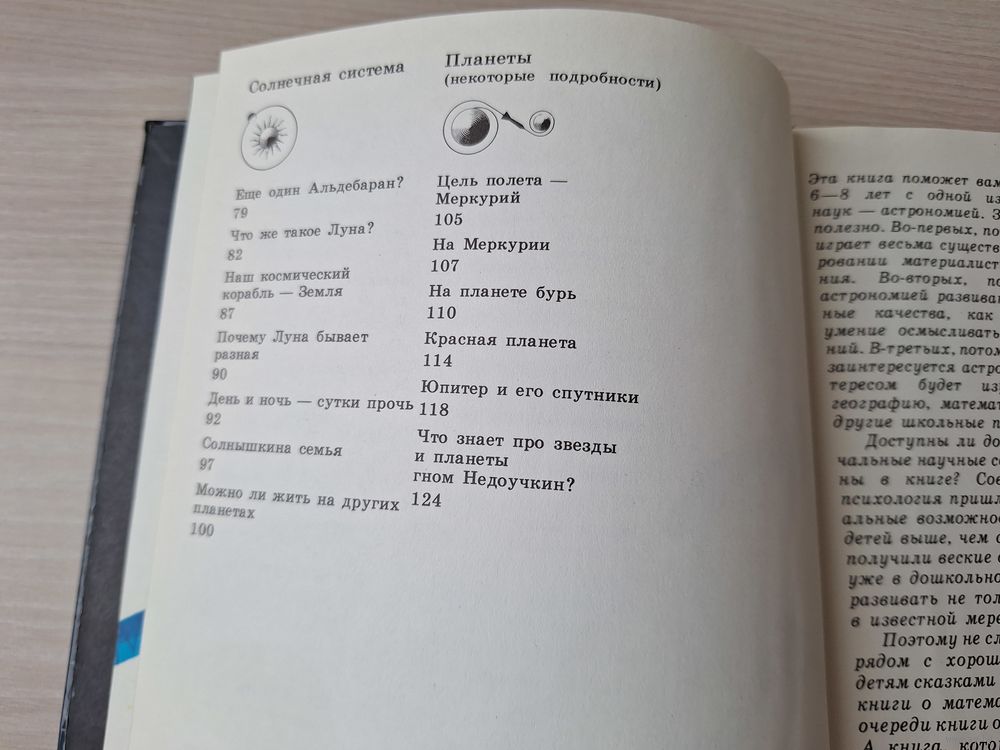 Солнечная система
Еще один Альдебаран?
79
Что же такое Луна?
82
Наш космический
корабль — Земля
87
Почему Луна бывает
разная
90
День и ночь — сутки прочь
92
Солнышкина семья
97
Можно ли жить на других
планетах
100
Планеты
(некоторые подробности)
Цель полета —
Меркурий
105
На Меркурии
107
На планете бурь
110
Красная планета
114
Юпитер и его спутники
118
Что знает про звезды
и планеты
гном Недоучкин?
124
Эта книга поможет вам
6—8 лет с одной из
наук — астрономией. З
полезно. Во-первых, по
играет весьма существ
ровании материалист
ния. Во-вторых, по
астрономией развива
ные качества, как
умение осмысливать
ний. В-третьих, потом
заинтересуется астро
тересом будет из
географию, матема
другие школьные п
Доступны ли до
чальные научные се
ны в книге? Сов
психология пришл
альные возможно
детей выше, чем с
получили веские
уже в дошкольно
развивать не тол
в известной мере
Поэтому не сл
рядом с хорош
детям сказками
книги о матема
очереди книги о
А книга, кото